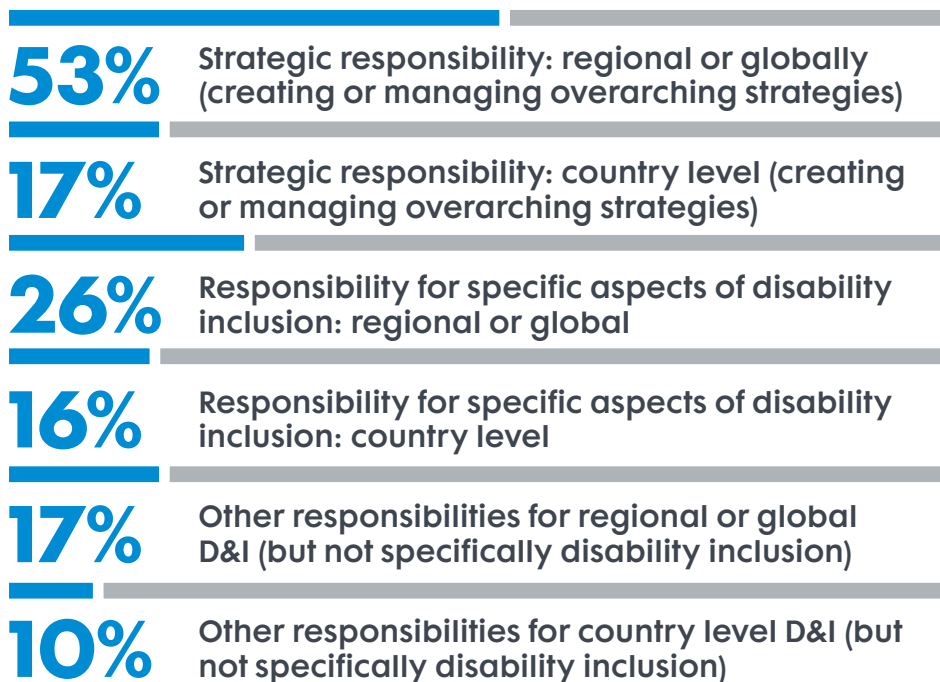 53%
Strategic responsibility: regional or globally
(creating or managing overarching strategies)
17%
Strategic responsibility: country level (creating
or managing overarching strategies)
26%
Responsibility for specific aspects of disability
inclusion: regional or global
16%
Responsibility for specific aspects of disability
inclusion: country level
17%
Other responsibilities for regional or global
D&I (but not specifically disability inclusion)
10%
Other responsibilities for country level D&I (but
not specifically disability inclusion)